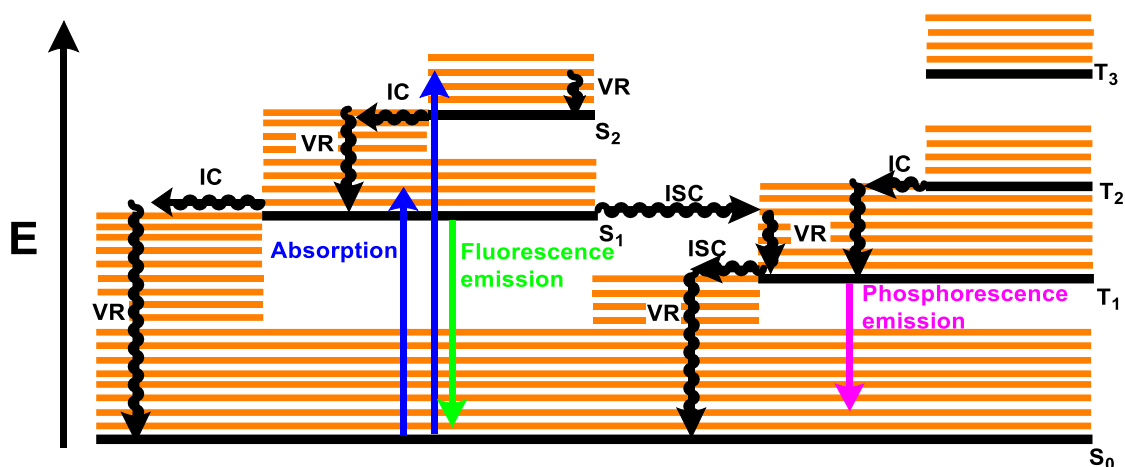 T3
IC
VR
S2
VR
IC
T2
IC
ISC
S1
VR
E
Absorption
Fluorescence
emission
ISC
T1
Phosphorescence
emission
VR
VR
S0